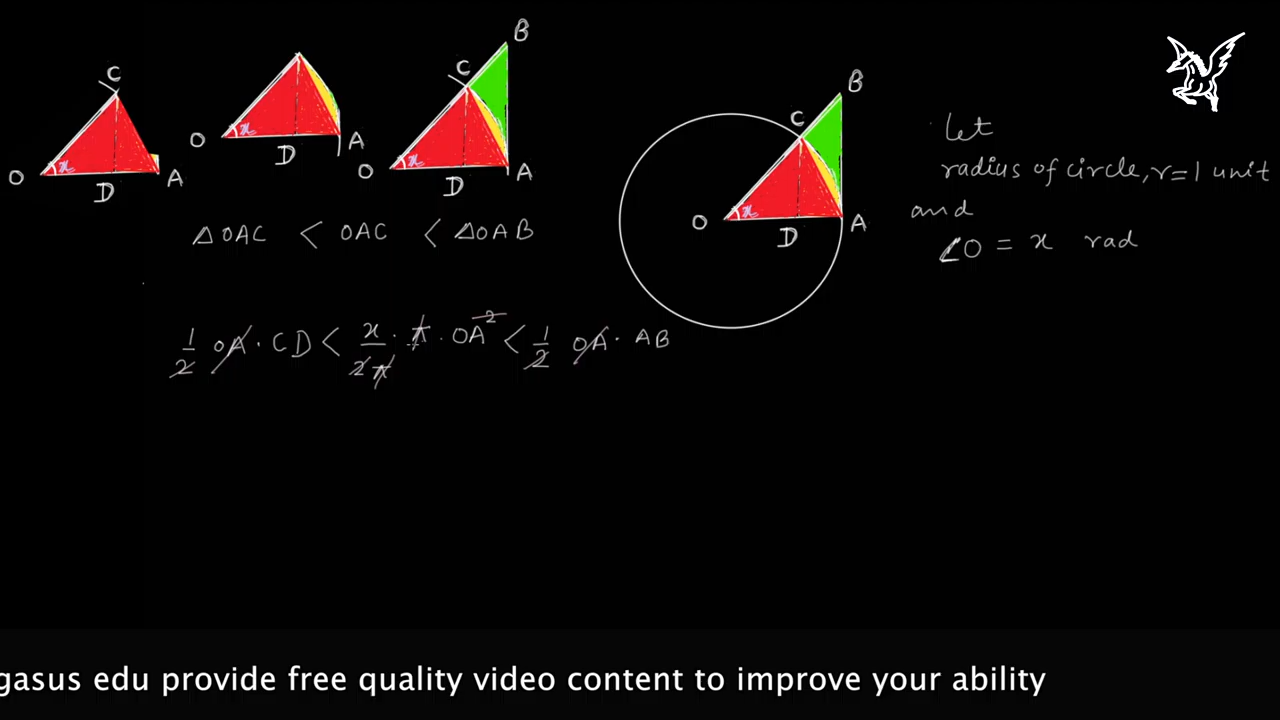 C
O
x
D
A
O
x
D
A
B
C
O
x
D
A
B
C
O
x
D
A
Let
radius of circle, r=1 unit
and
∠O = x rad
△OAC < OAC < △OAB
1/2 OA · CD < x/2π · π · OA² < 1/2 OA · AB
gasus edu provide free quality video content to improve your ability